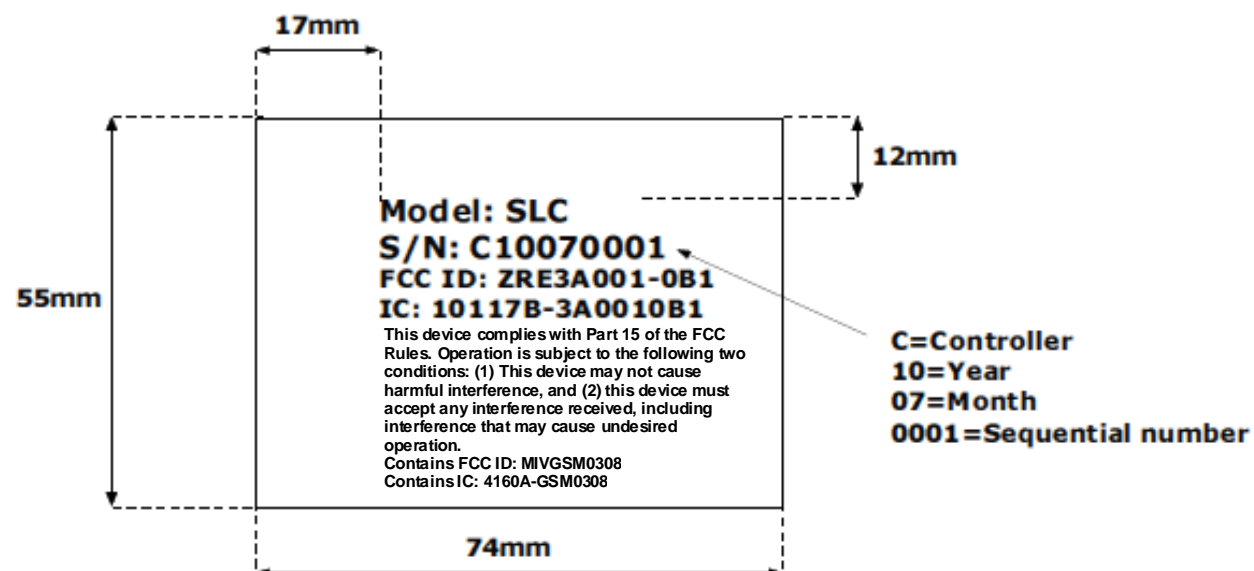 17mm
12mm
Model: SLC
S/N: C10070001
FCC ID: ZRE3A001-0B1
IC: 10117B-3A0010B1
55mm
This device complies with Part 15 of the FCC
Rules. Operation is subject to the following two
conditions: (1) This device may not cause
harmful interference, and (2) this device must
accept any interference received, including
interference that may cause undesired
operation.
Contains FCC ID: MIVGSM0308
Contains IC: 4160A-GSM0308
C=Controller
10=Year
07=Month
0001=Sequential number
74mm